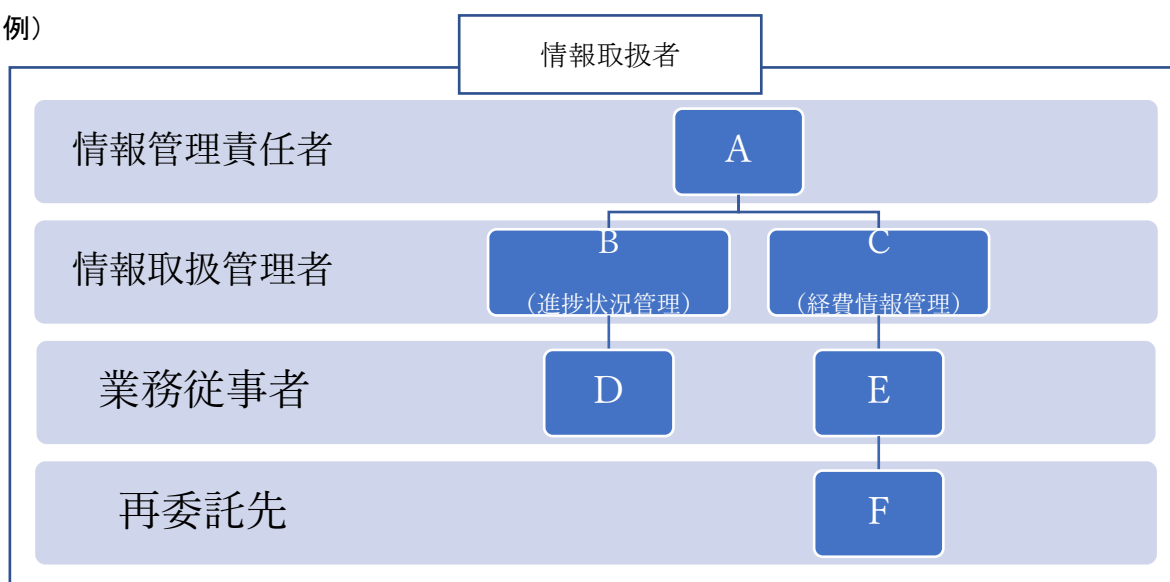 例）
情報取扱者
情報管理責任者
A
情報取扱管理者
B
（進捗状況管理）
C
（経費情報管理）
業務従事者
D
E
再委託先
F